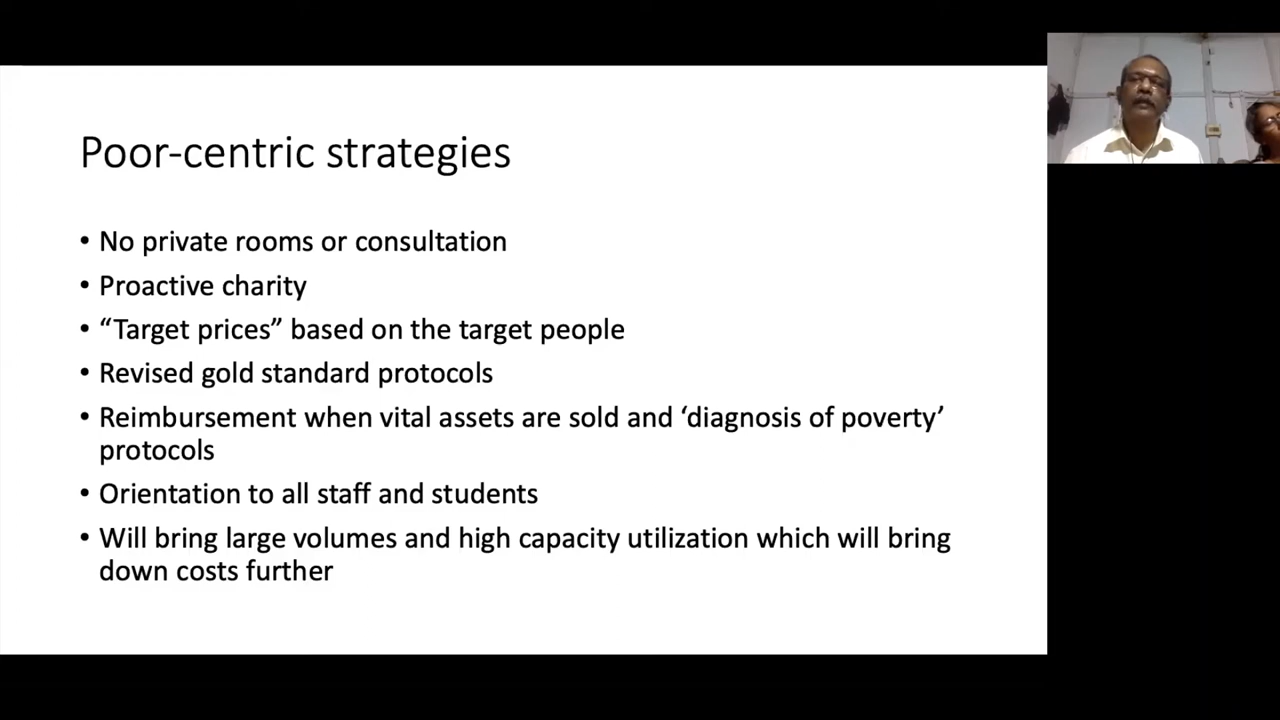 Poor-centric strategies
• No private rooms or consultation
• Proactive charity
• “Target prices” based on the target people
• Revised gold standard protocols
• Reimbursement when vital assets are sold and ‘diagnosis of poverty’
protocols
• Orientation to all staff and students
• Will bring large volumes and high capacity utilization which will bring
down costs further